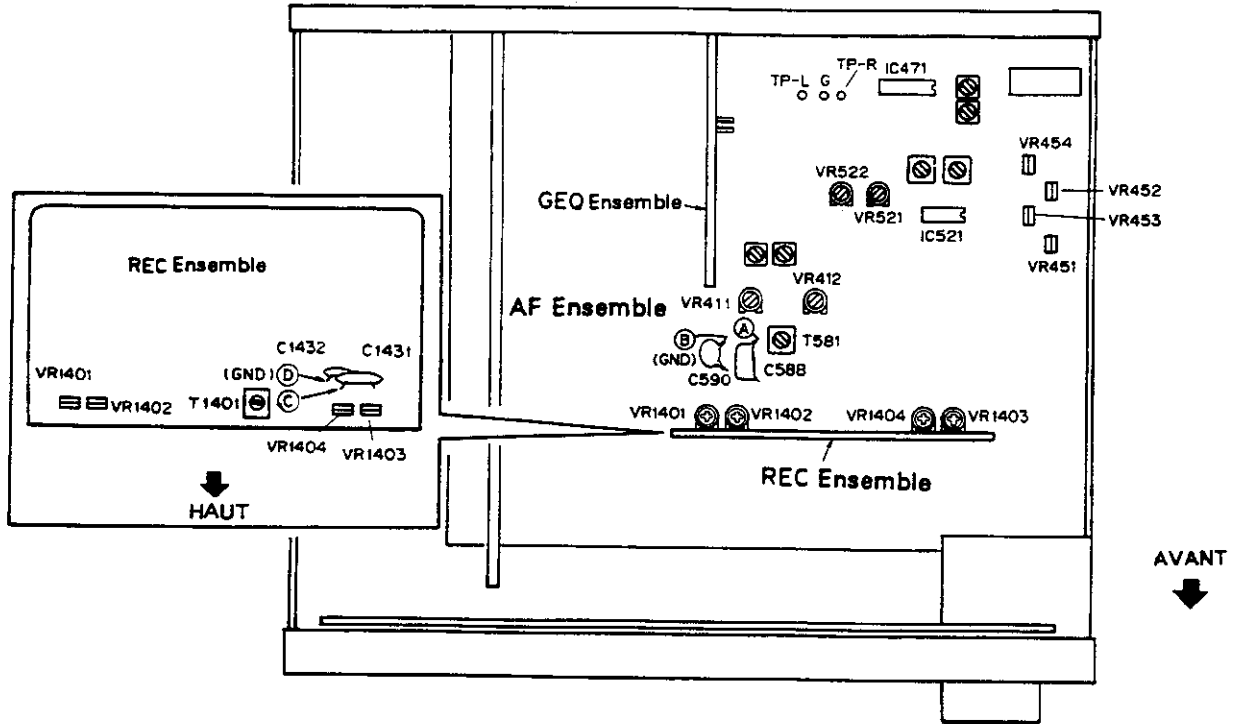 TP-L G TP-R IC471
VR454
VR522
VR452
GEQ Ensemble
VR521
IC521
VR453
VR451
REC Ensemble
AF Ensemble
VR411
VR412
A
B
(GND)
T581
C590
C588
C1432
C1431
VR1401
(GND) D
VR1402
T1401
C
VR1404
VR1403
HAUT
VR1401
VR1402
VR1404
VR1403
REC Ensemble
AVANT